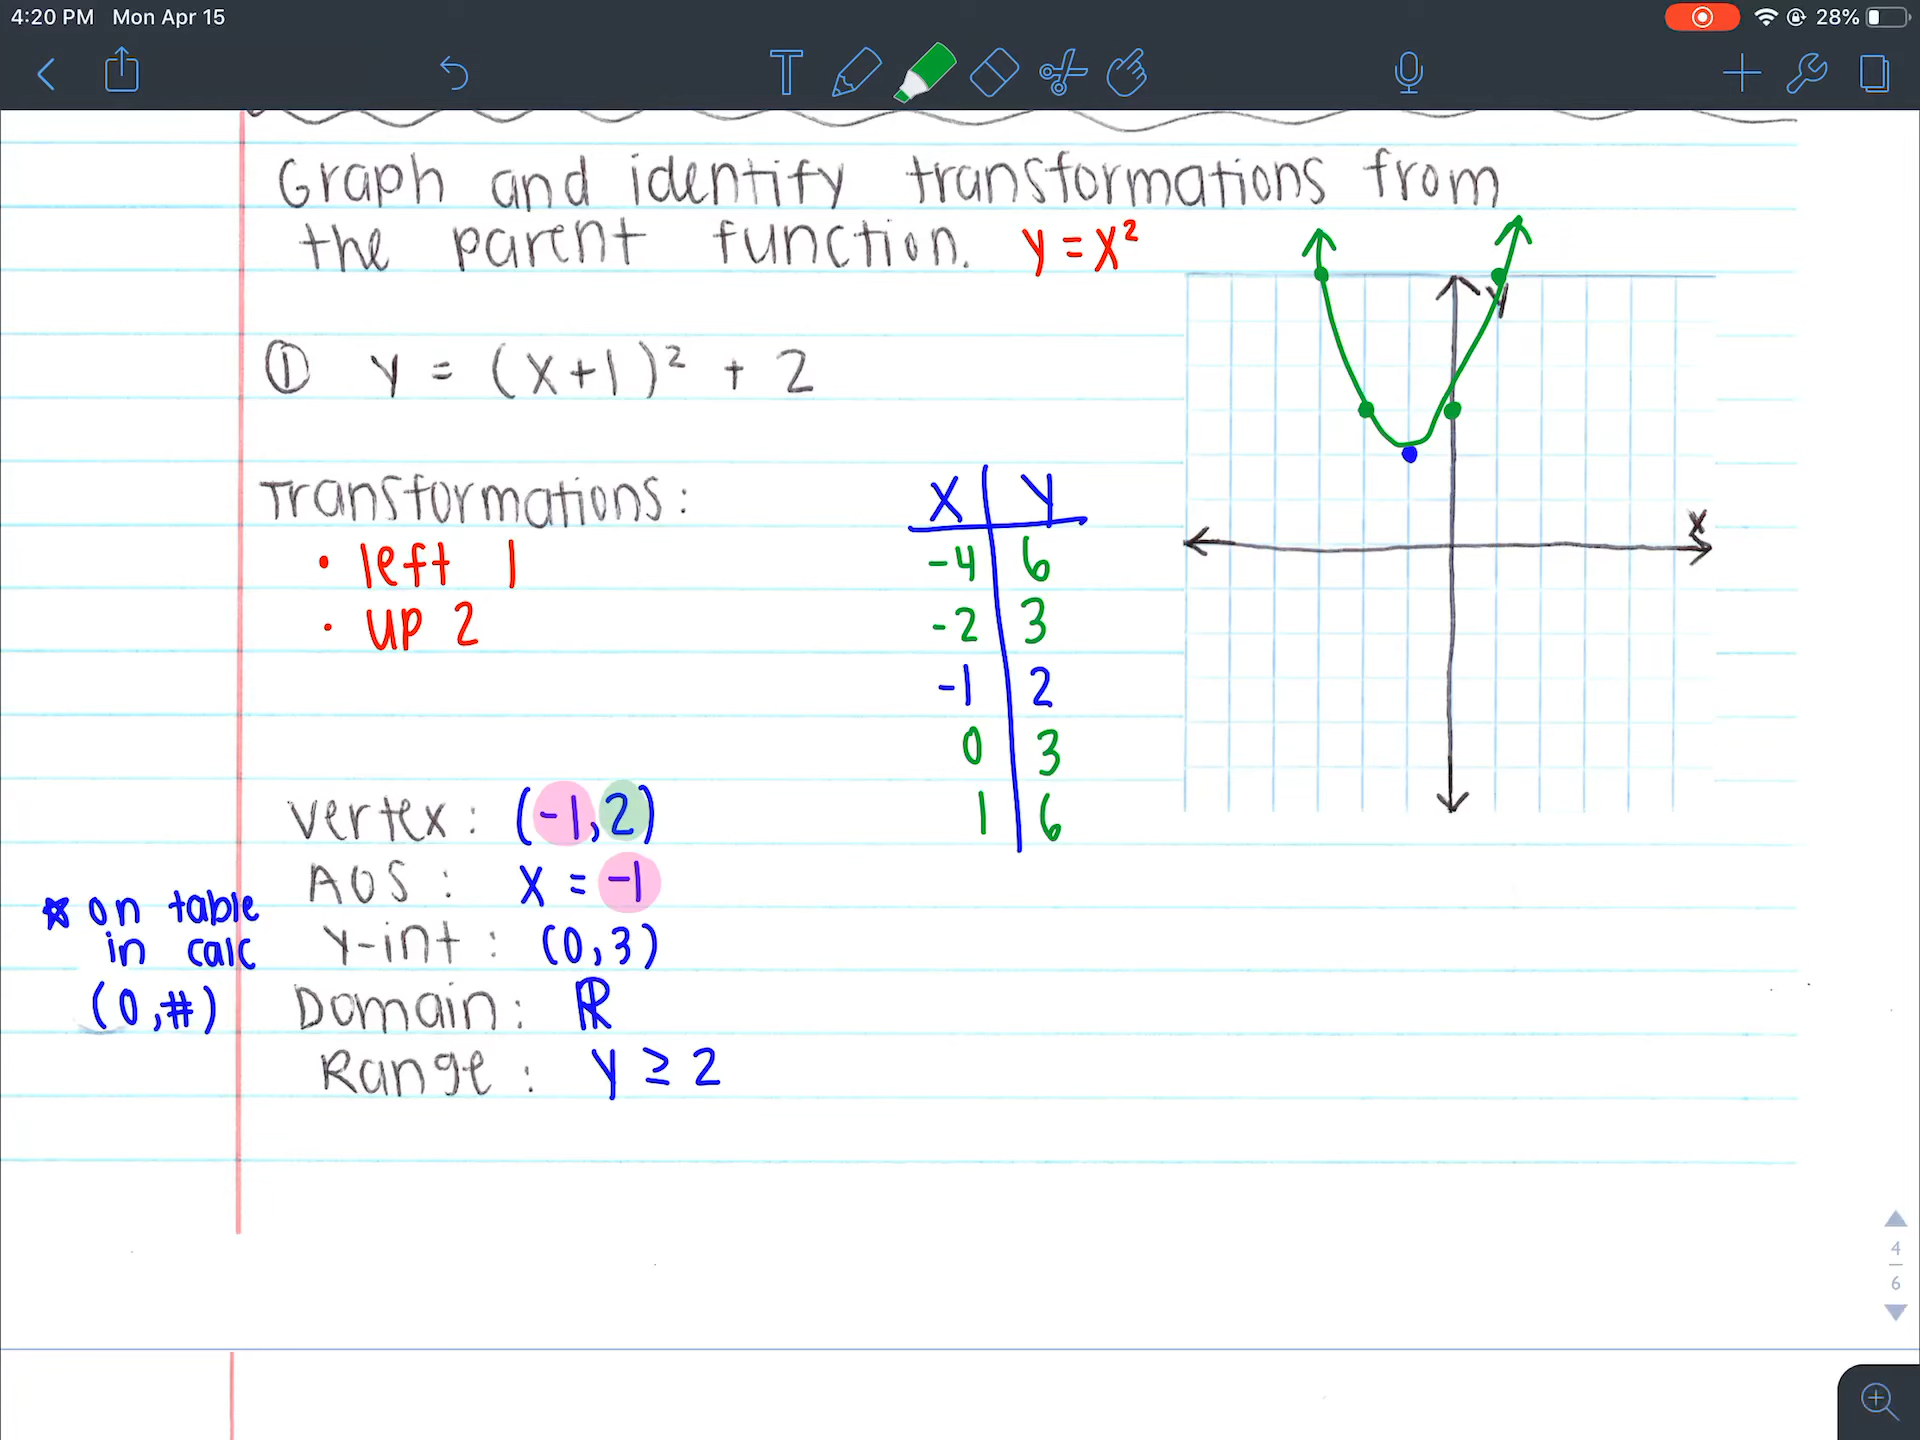 4:20 PM Mon Apr 15
28%
T
Graph and identify transformations from
the parent function. y = x²
① y = (x+1)² + 2
Transformations:
• left 1
• up 2
x y
-4 6
-2 3
-1 2
0 3
1 6
y
x
Vertex: (-1, 2)
AOS: x = -1
Y-int: (0, 3)
Domain: ℝ
Range: y ≥ 2
☆ on table
in calc
(0, #)
4
6